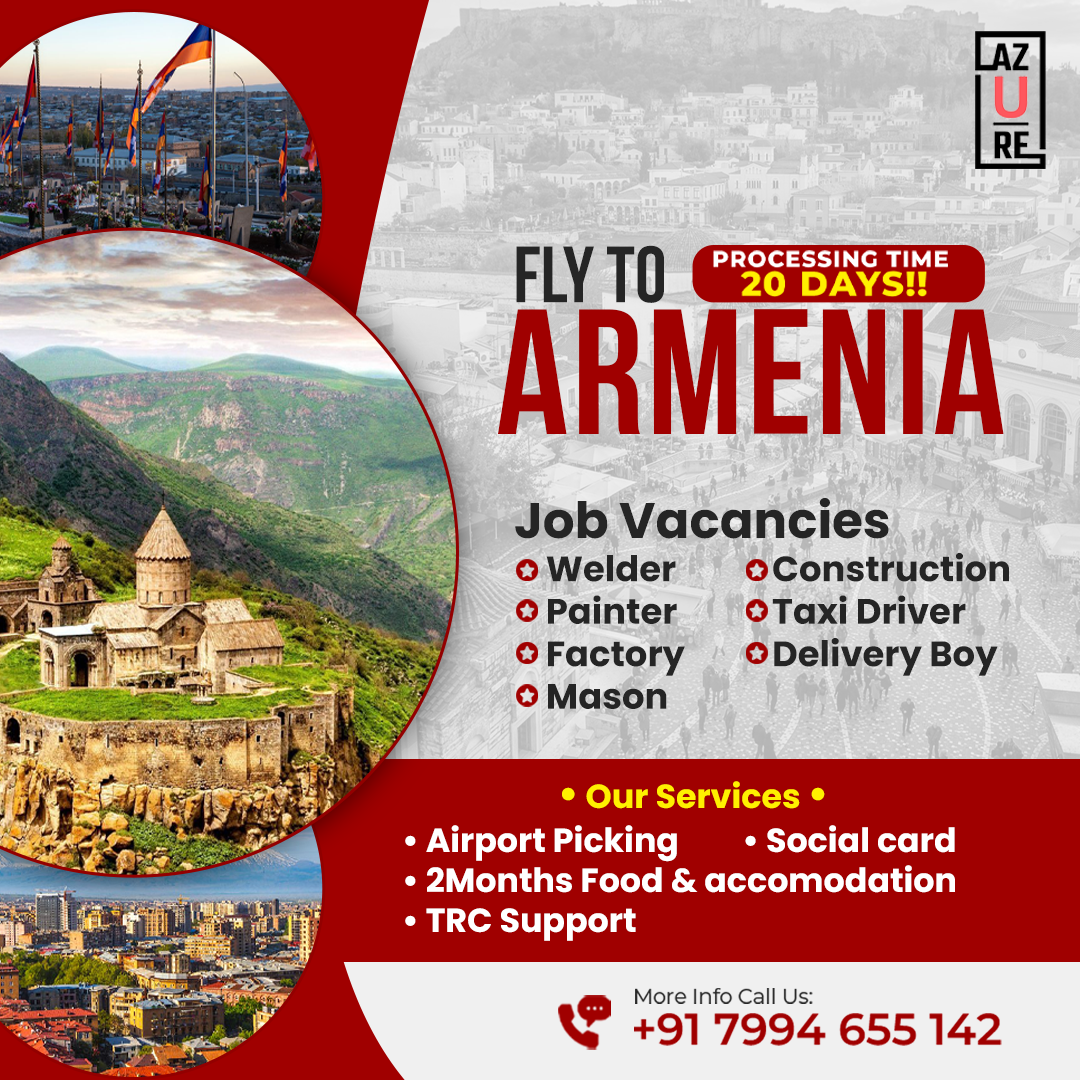 AZ
U
RE
FLY TO
PROCESSING TIME
20 DAYS!!
ARMENIA
Job Vacancies
Welder
Construction
Painter
Taxi Driver
Factory
Delivery Boy
Mason
• Our Services •
• Airport Picking
• Social card
• 2Months Food & accomodation
• TRC Support
More Info Call Us:
+91 7994 655 142